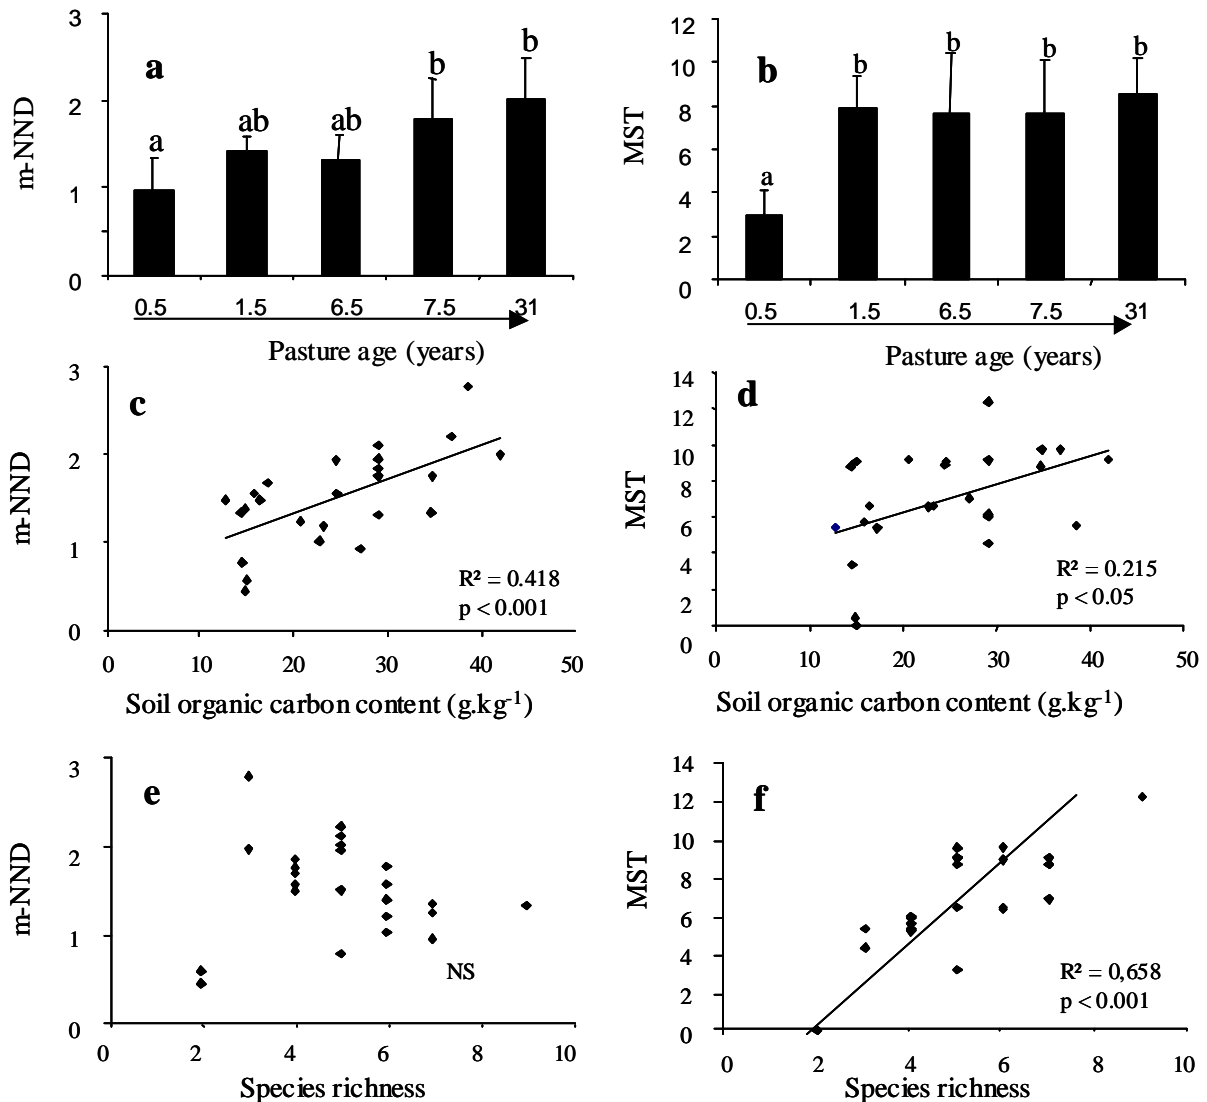 3
2
1
0
m-NND
a
a
ab
ab
b
b
0.5 1.5 6.5 7.5 31
Pasture age (years)
12
10
8
6
4
2
0
MST
b
a
b
b
b
b
0.5 1.5 6.5 7.5 31
Pasture age (years)
3
2
1
0
m-NND
c
R² = 0.418
p < 0.001
0 10 20 30 40 50
Soil organic carbon content (g.kg⁻¹)
14
12
10
8
6
4
2
0
MST
d
R² = 0.215
p < 0.05
0 10 20 30 40 50
Soil organic carbon content (g.kg⁻¹)
3
2
1
0
m-NND
e
NS
0 2 4 6 8 10
Species richness
14
12
10
8
6
4
2
0
MST
f
R² = 0,658
p < 0.001
0 2 4 6 8 10
Species richness